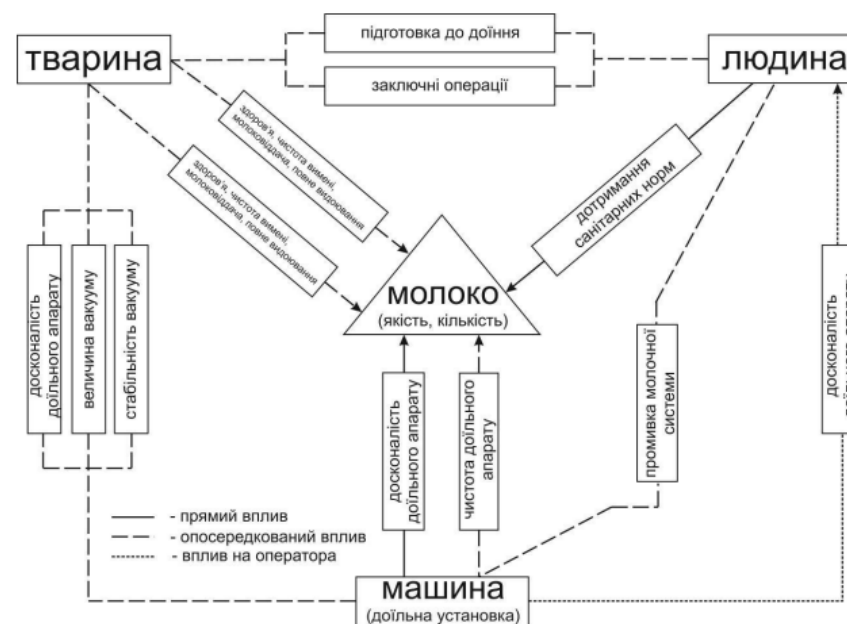 підготовка до доїння
тварина
людина
заключні операції
здоров'я, чистота вимені,
молоковіддача, повне видоювання
здоров'я, чистота вимені,
молоковіддача, повне видоювання
дотримання
санітарних норм
молоко
(якість, кількість)
досконалість
доїльного апарату
величина вакууму
стабільність вакууму
досконалість
доїльного апарату
чистота доїльного
апарату
промивка молочної
системи
досконалість
- прямий вплив
- опосередкований вплив
- вплив на оператора
машина
(доїльна установка)